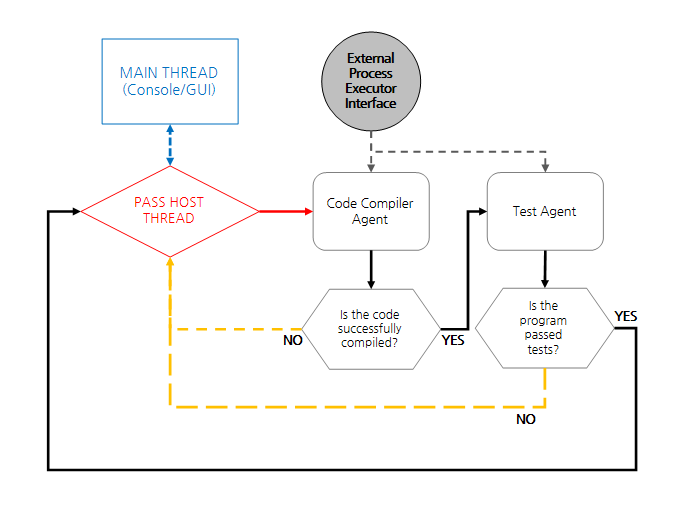 MAIN THREAD
(Console/GUI)
External
Process
Executor
Interface
PASS HOST
THREAD
Code Compiler
Agent
Test Agent
Is the code
successfully
compiled?
NO
YES
Is the
program
passed
tests?
YES
NO